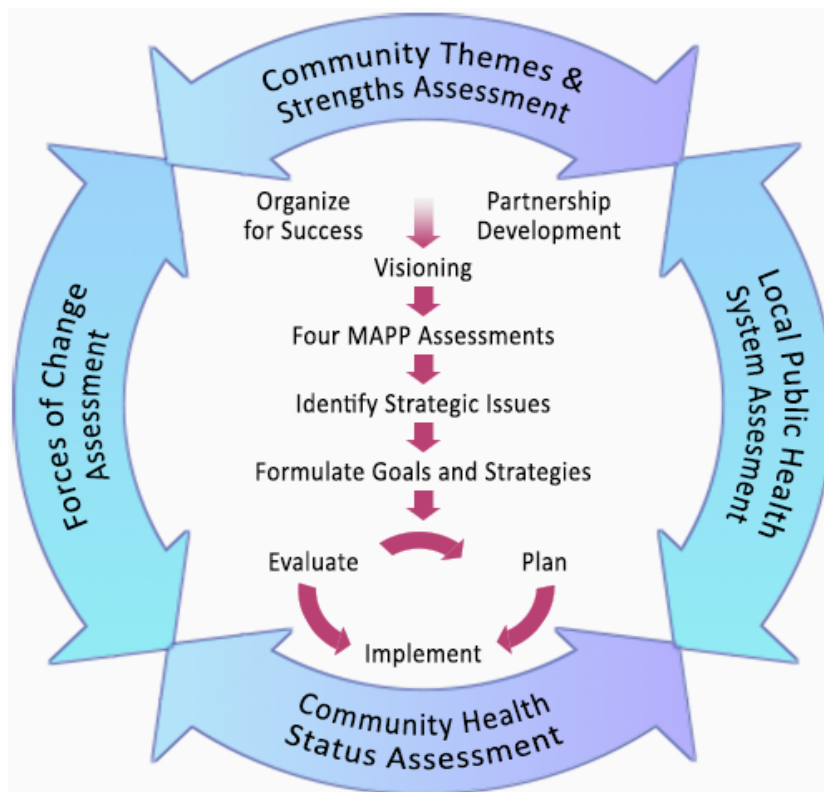 Community Themes &
Strengths Assessment
Organize
for Success
Partnership
Development
Visioning
Four MAPP Assessments
Identify Strategic Issues
Formulate Goals and Strategies
Evaluate
Plan
Implement
Forces of Change
Assessment
Local Public Health
System Assesment
Community Health
Status Assessment